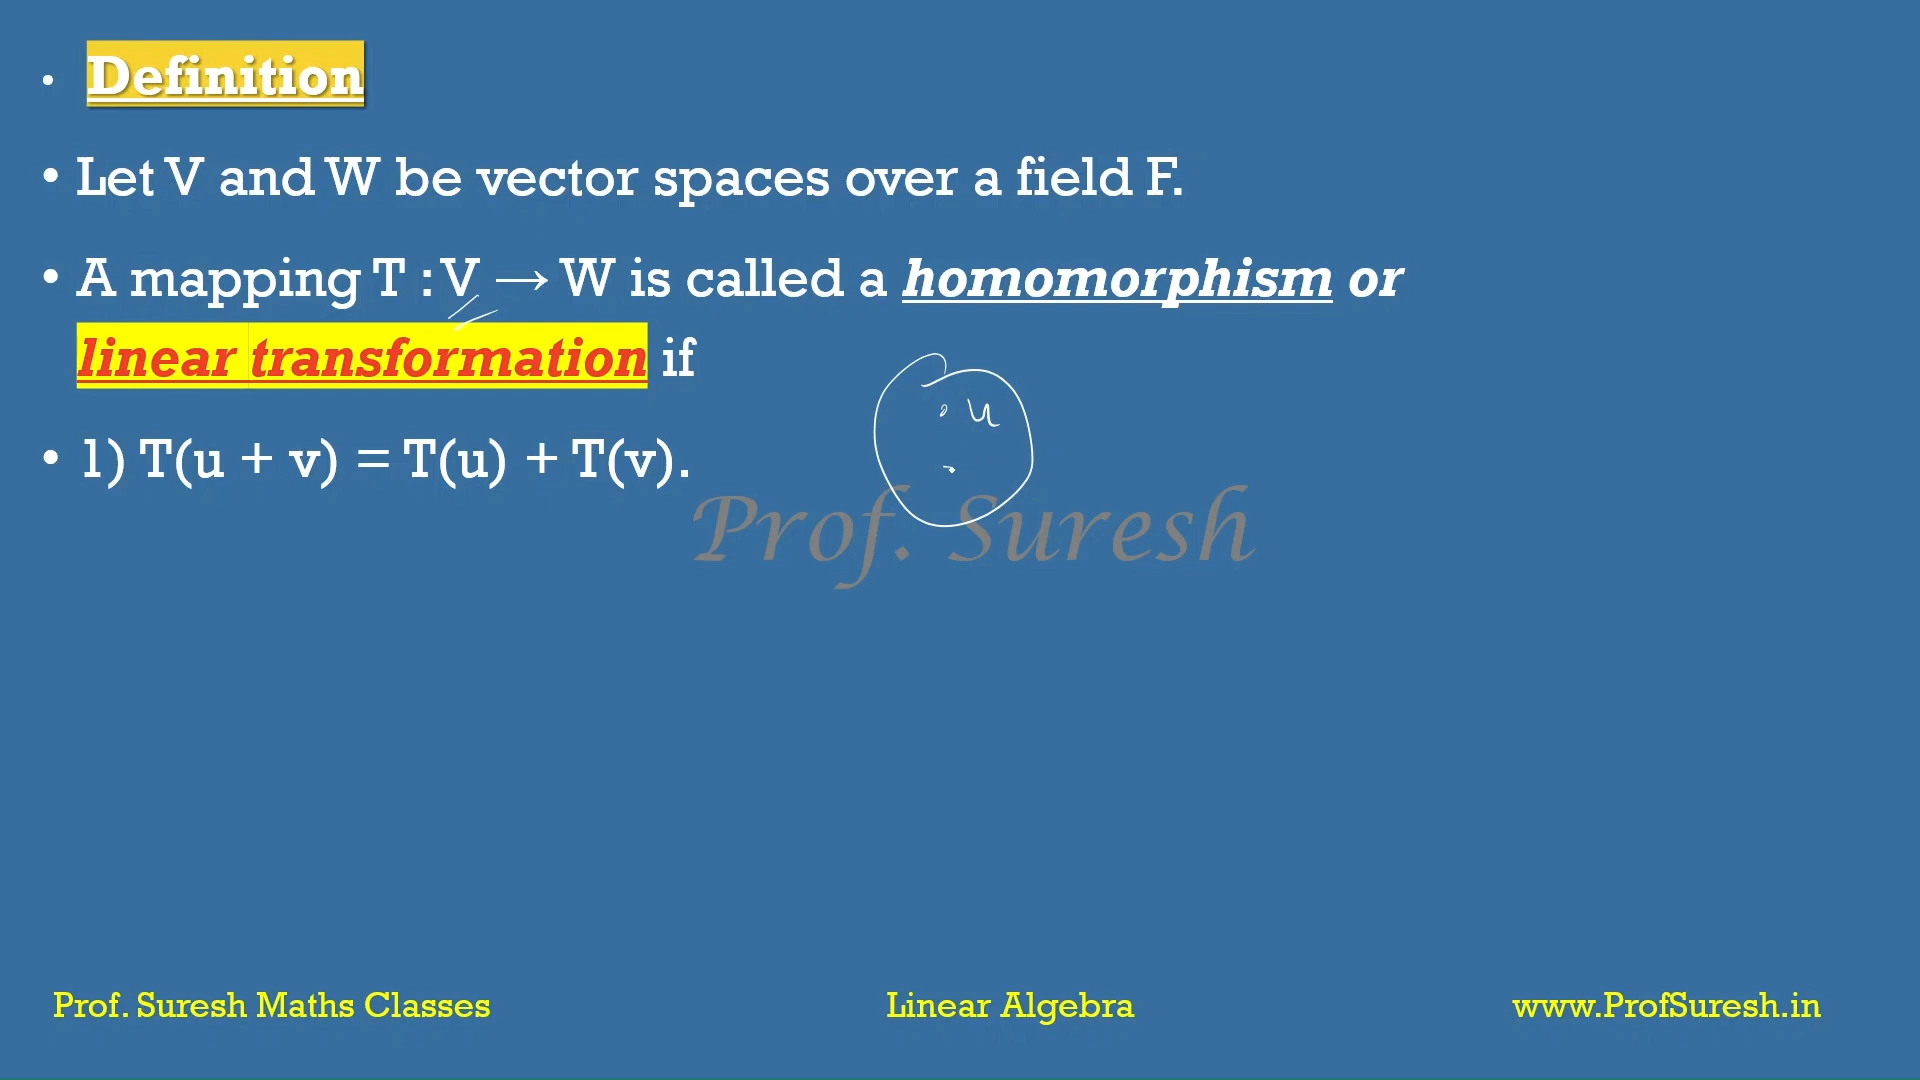 • Definition
• Let V and W be vector spaces over a field F.
• A mapping T : V → W is called a homomorphism or
linear transformation if
u
• 1) T(u + v) = T(u) + T(v).
Prof. Suresh
Prof. Suresh Maths Classes
Linear Algebra
www.ProfSuresh.in